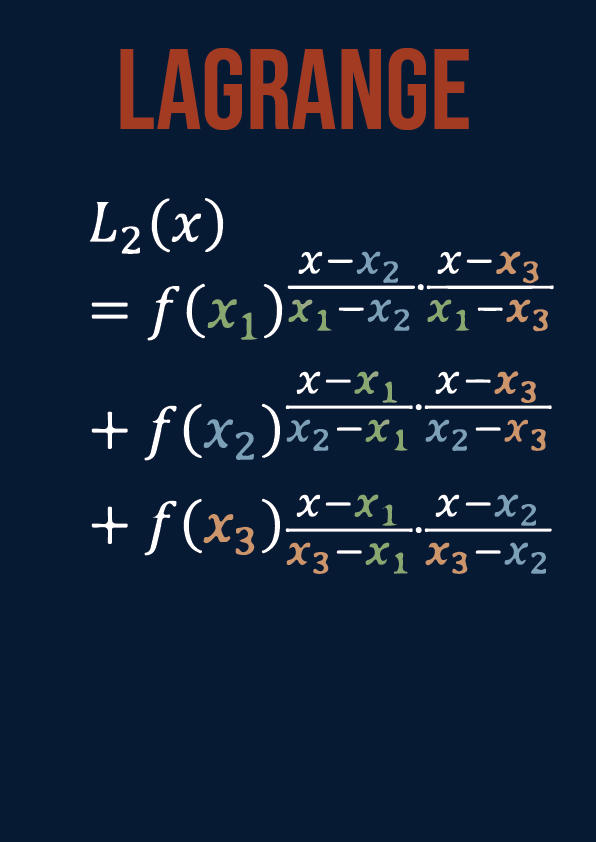 LAGRANGE
L₂(x)
= f(x₁) (x−x₂)/(x₁−x₂) · (x−x₃)/(x₁−x₃)
+ f(x₂) (x−x₁)/(x₂−x₁) · (x−x₃)/(x₂−x₃)
+ f(x₃) (x−x₁)/(x₃−x₁) · (x−x₂)/(x₃−x₂)